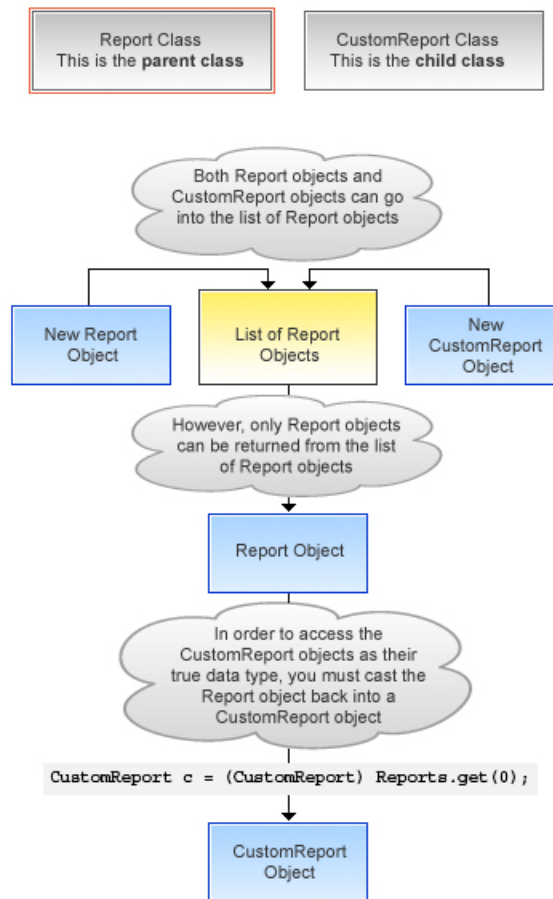 Report Class
This is the parent class
CustomReport Class
This is the child class
Both Report objects and
CustomReport objects can go
into the list of Report objects
New Report
Object
List of Report
Objects
New
CustomReport
Object
However, only Report objects
can be returned from the list
of Report objects
Report Object
In order to access the
CustomReport objects as their
true data type, you must cast the
Report object back into a
CustomReport object
CustomReport c = (CustomReport) Reports.get(0);
CustomReport
Object